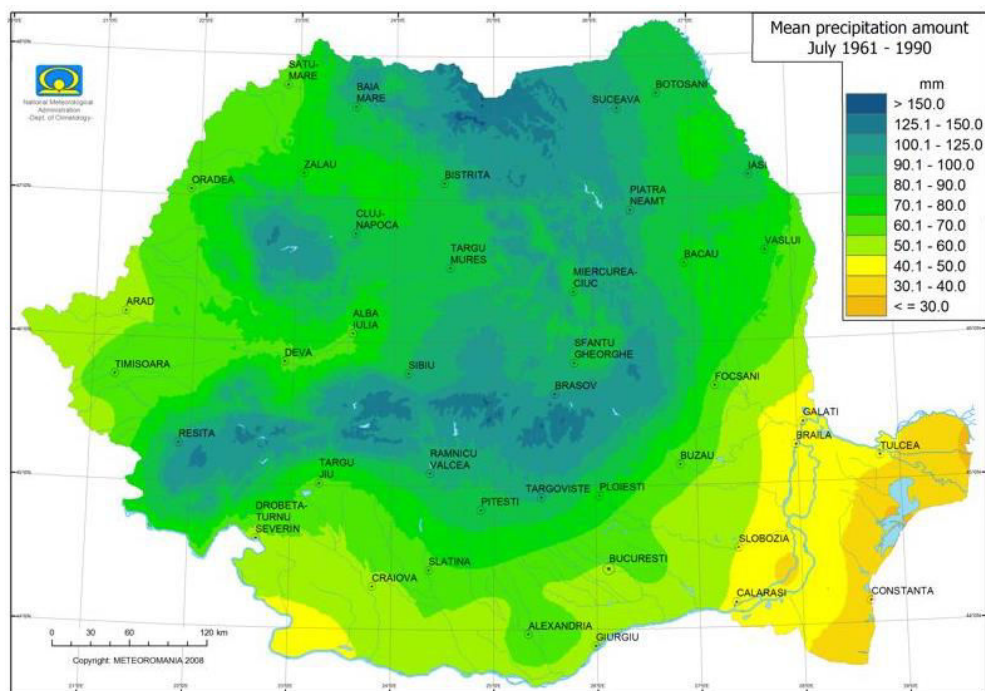 Mean precipitation amount
July 1961 - 1990
mm
> 150.0
125.1 - 150.0
100.1 - 125.0
90.1 - 100.0
80.1 - 90.0
70.1 - 80.0
60.1 - 70.0
50.1 - 60.0
40.1 - 50.0
30.1 - 40.0
< = 30.0
National Meteorological
Administration
-Dept. of Climatology-
SATU-
MARE
BAIA
MARE
SUCEAVA
BOTOSANI
ZALAU
ORADEA
BISTRITA
IASI
PIATRA
NEAMT
CLUJ-
NAPOCA
TARGU
MURES
BACAU
VASLUI
MIERCUREA-
CIUC
ARAD
ALBA
IULIA
DEVA
TIMISOARA
SIBIU
SFANTU
GHEORGHE
BRASOV
FOCSANI
RESITA
GALATI
BRAILA
TULCEA
RAMNICU
VALCEA
TARGU
JIU
BUZAU
TARGOVISTE
PLOIESTI
PITESTI
DROBETA-
TURNU
SEVERIN
SLOBOZIA
BUCURESTI
SLATINA
CRAIOVA
CALARASI
CONSTANTA
ALEXANDRIA
GIURGIU
0 30 60 120 km
Copyright: METEOROMANIA 2008